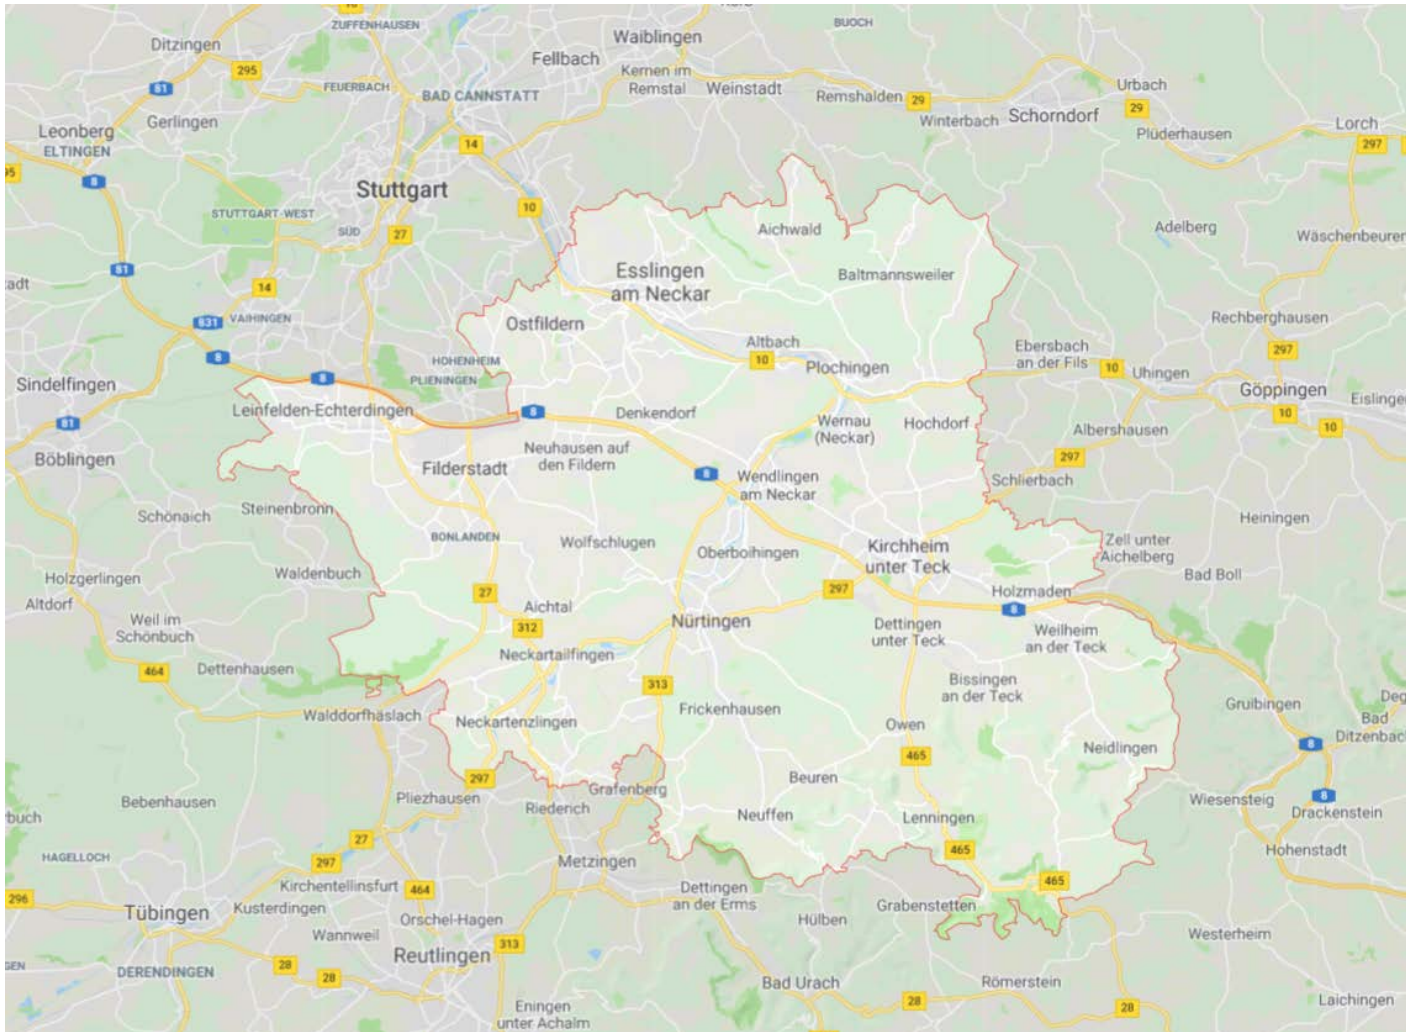 10
ZUFFENHAUSEN
BUOCH
Ditzingen
Waiblingen
Fellbach
295
Kernen im
Remstal
Weinstadt
Urbach
81
FEUERBACH
BAD CANNSTATT
Remshalden
29
29
Gerlingen
Winterbach
Schorndorf
Plüderhausen
Lorch
Leonberg
ELTINGEN
14
297
8
Stuttgart
STUTTGART-WEST
10
SÜD
27
Aichwald
Adelberg
Wäschenbeuren
81
14
Esslingen
am Neckar
Baltmannsweiler
831
VAIHINGEN
Ostfildern
Rechberghausen
8
HOHENHEIM
PLIENINGEN
Altbach
10
Plochingen
Ebersbach
an der Fils
10
Uhingen
297
Sindelfingen
8
Göppingen
10
10
Eislingen
Leinfelden-Echterdingen
8
Denkendorf
Wernau
(Neckar)
Hochdorf
81
Albershausen
Böblingen
Filderstadt
Neuhausen auf
den Fildern
8
Wendlingen
am Neckar
297
Schlierbach
Schönaich
Steinenbronn
Heiningen
BONLANDEN
Wolfschlugen
Oberboihingen
Kirchheim
unter Teck
Zell unter
Aichelberg
Holzgerlingen
Waldenbuch
Bad Boll
Altdorf
27
Aichtal
297
Holzmaden
8
Weil im
Schönbuch
312
Nürtingen
Dettingen
unter Teck
Weilheim
an der Teck
464
Dettenhausen
Neckartailfingen
313
Bissingen
an der Teck
Walddorfhäslach
Neckartenzlingen
Frickenhausen
Owen
Gruibingen
Bad
Ditzenbach
8
465
Neidlingen
297
Beuren
Bebenhausen
Pliezhausen
Grafenberg
Riederich
Neuffen
Lenningen
Wiesensteig
8
Drackenstein
27
HAGELLOCH
297
Metzingen
465
Hohenstadt
296
Kirchentellinsfurt
464
Dettingen
an der Erms
465
Tübingen
Kusterdingen
Orschel-Hagen
Hülben
Grabenstetten
Wannweil
313
Westerheim
Reutlingen
DERENDINGEN
28
28
Bad Urach
Römerstein
28
28
Eningen
unter Achalm
Laichingen